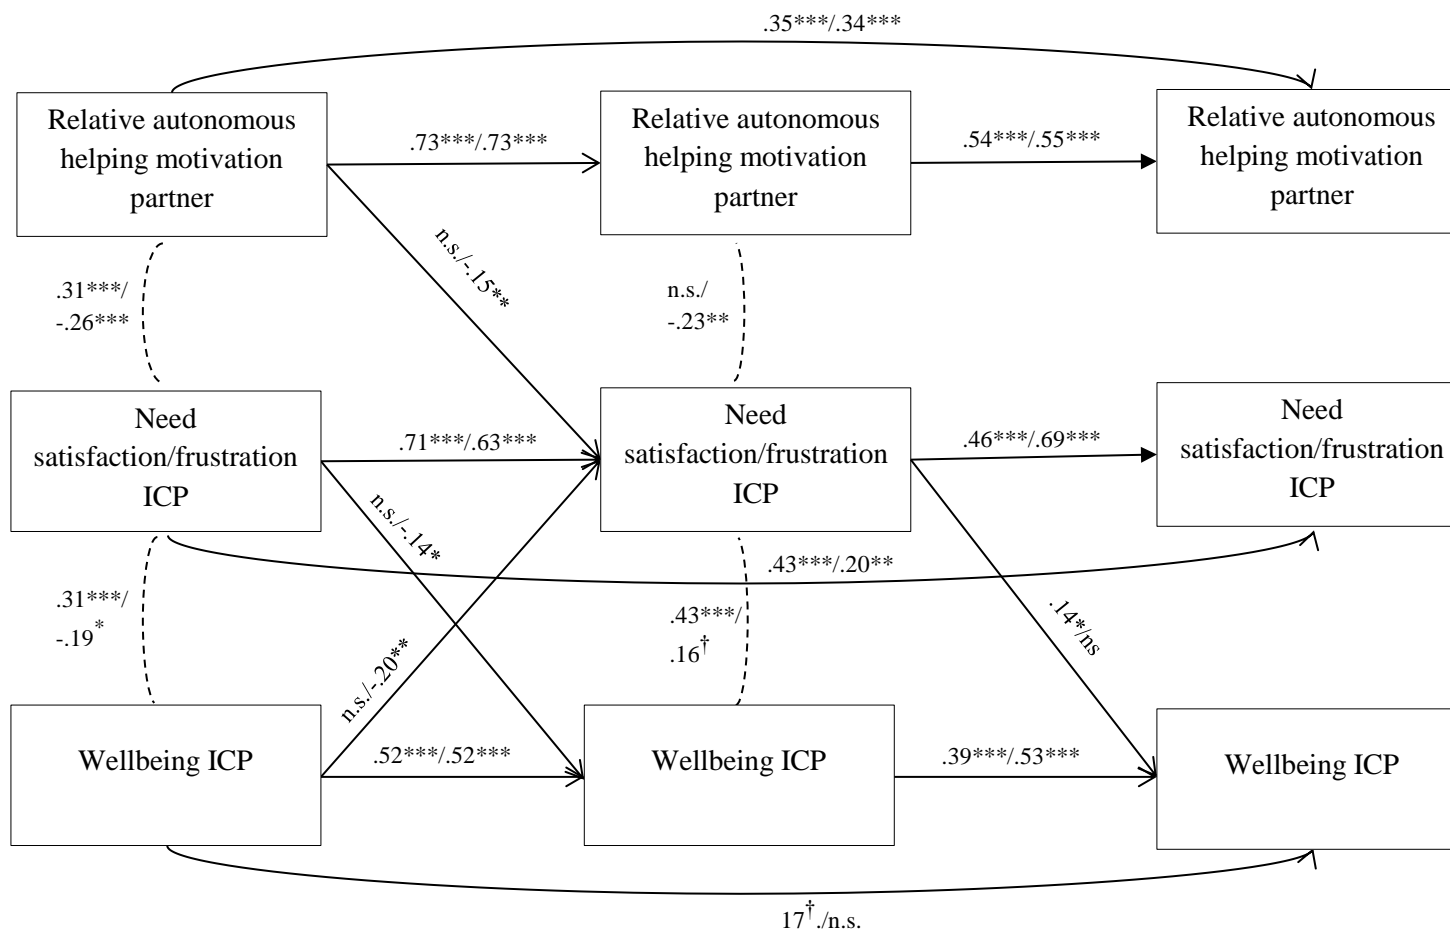 .35***/.34***
Relative autonomous
helping motivation
partner
.73***/.73***
Relative autonomous
helping motivation
partner
.54***/.55***
Relative autonomous
helping motivation
partner
n.s./-.15**
.31***/
-.26***
n.s./
-.23**
Need
satisfaction/frustration
ICP
.71***/.63***
Need
satisfaction/frustration
ICP
.46***/.69***
Need
satisfaction/frustration
ICP
n.s./-.14*
.43***/.20**
.31***/
-.19*
.43***/
.16†
.14*/ns
n.s./-.20**
Wellbeing ICP
.52***/.52***
Wellbeing ICP
.39***/.53***
Wellbeing ICP
17†./n.s.